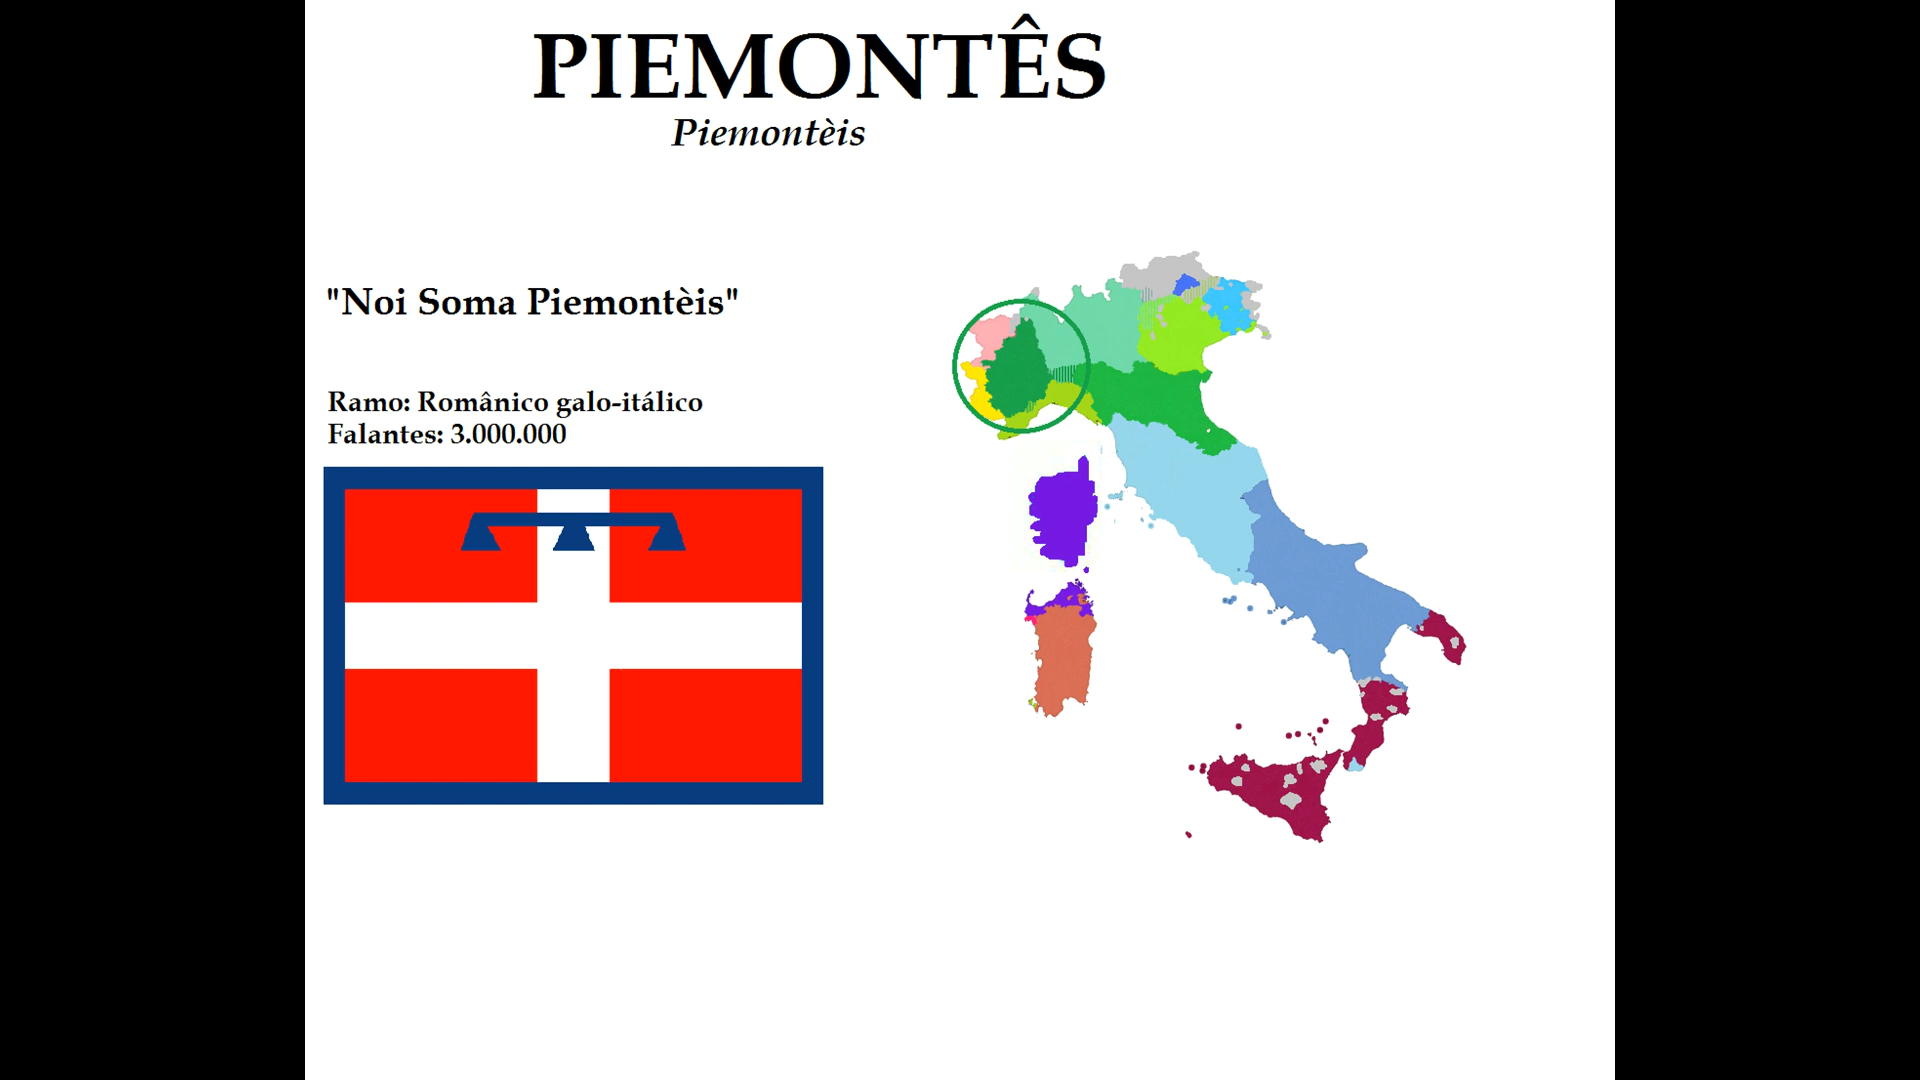 PIEMONTÊS
Piemontèis
"Noi Soma Piemontèis"
Ramo: Românico galo-itálico
Falantes: 3.000.000